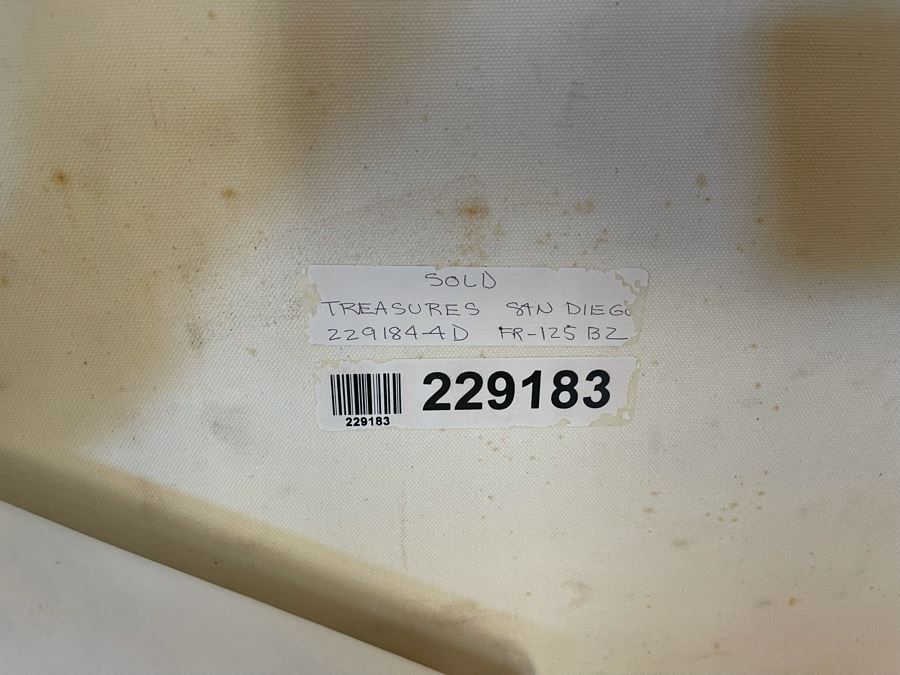 SOLD
TREASURES SAN DIEGO
229184-4D FR-125 BZ
229183
229183